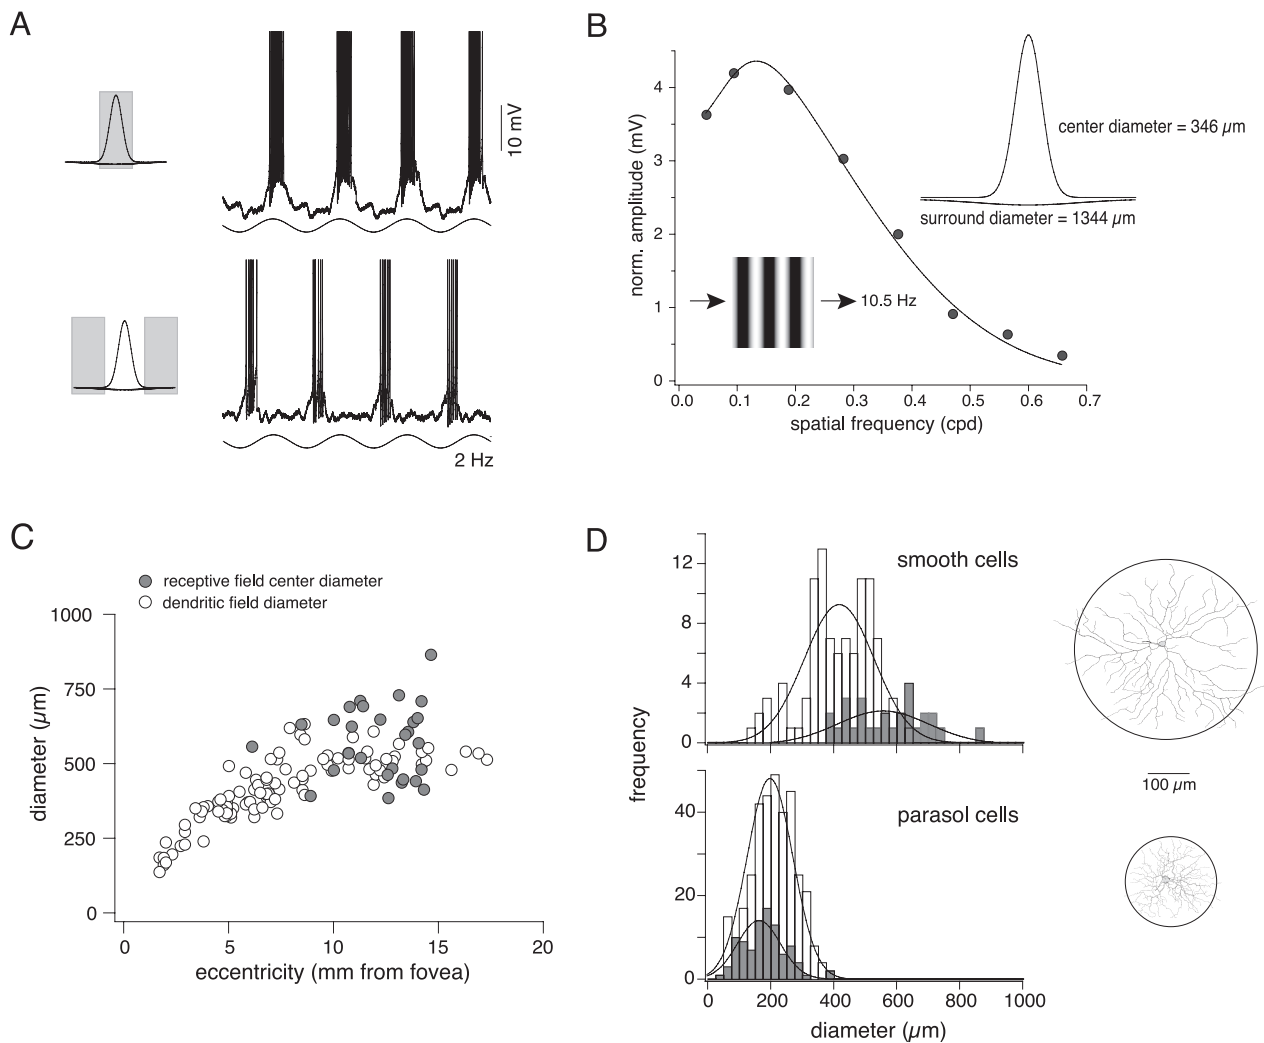 A
10 mV
2 Hz
B
norm. amplitude (mV)
4
3
2
1
0
center diameter = 346 µm
surround diameter = 1344 µm
10.5 Hz
0.0 0.1 0.2 0.3 0.4 0.5 0.6 0.7
spatial frequency (cpd)
C
receptive field center diameter
dendritic field diameter
diameter (µm)
1000
750
500
250
0
0 5 10 15 20
eccentricity (mm from fovea)
D
frequency
12
8
4
0
smooth cells
100 µm
40
20
0
parasol cells
0 200 400 600 800 1000
diameter (µm)